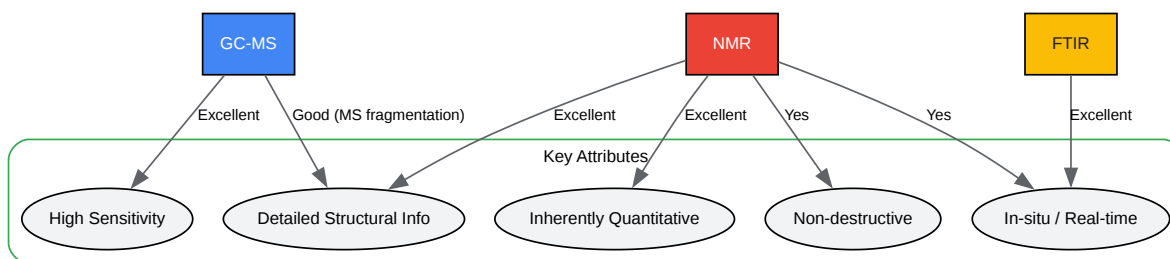 GC-MS
NMR
FTIR
Excellent
Good (MS fragmentation)
Excellent
Excellent
Yes
Yes
Excellent
Key Attributes
High Sensitivity
Detailed Structural Info
Inherently Quantitative
Non-destructive
In-situ / Real-time